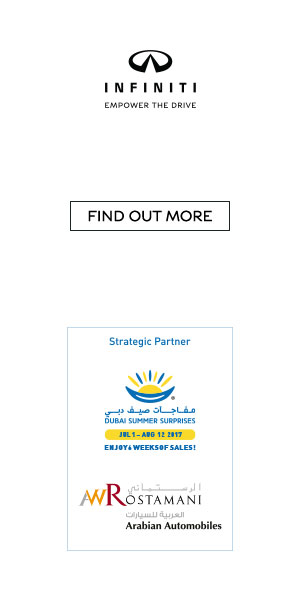 INFINITI
EMPOWER THE DRIVE
FIND OUT MORE
Strategic Partner
مفاجآت صيف دبي
DUBAI SUMMER SURPRISES
JUL 1 - AUG 12 2017
ENJOY 6 WEEKS OF SALES!
الرستماني
AWROSTAMANI
العربية للسيارات
Arabian Automobiles